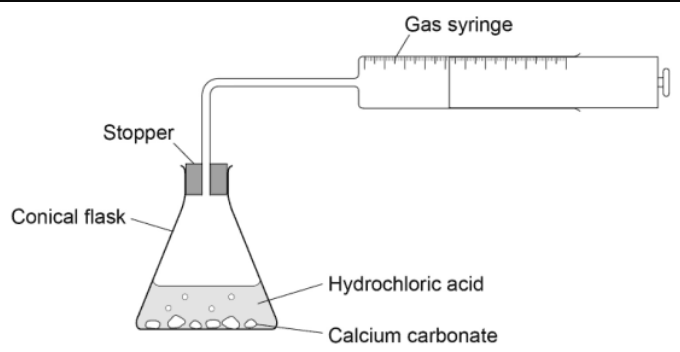 Gas syringe
Stopper
Conical flask
Hydrochloric acid
Calcium carbonate